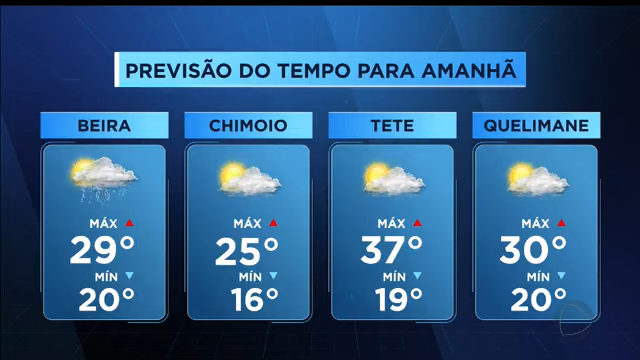 PREVISÃO DO TEMPO PARA AMANHÃ
BEIRA
MÁX
29°
MÍN
20°
CHIMOIO
MÁX
25°
MÍN
16°
TETE
MÁX
37°
MÍN
19°
QUELIMANE
MÁX
30°
MÍN
20°